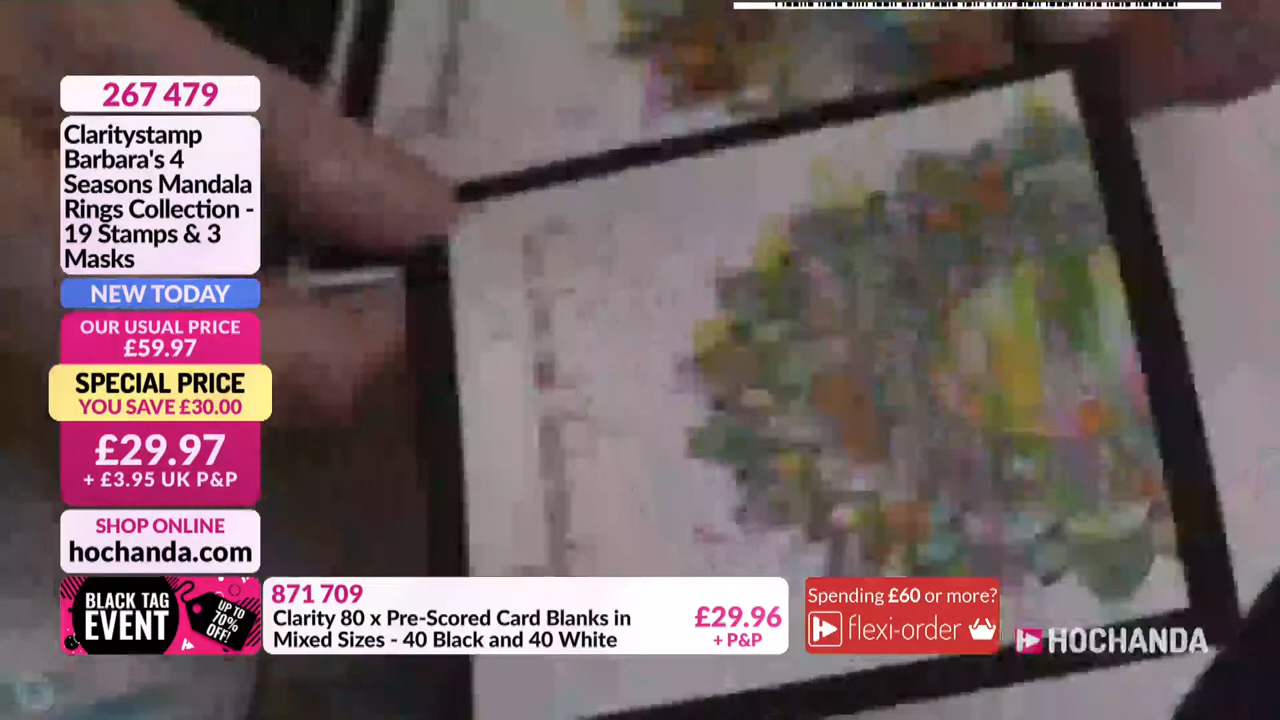 267 479
Claritystamp
Barbara's 4
Seasons Mandala
Rings Collection -
19 Stamps & 3
Masks
NEW TODAY
OUR USUAL PRICE
£59.97
SPECIAL PRICE
YOU SAVE £30.00
£29.97
+ £3.95 UK P&P
SHOP ONLINE
hochanda.com
BLACK TAG
EVENT
UP TO
70%
OFF!
871 709
Clarity 80 x Pre-Scored Card Blanks in
Mixed Sizes - 40 Black and 40 White
£29.96
+ P&P
Spending £60 or more?
flexi-order
HOCHANDA